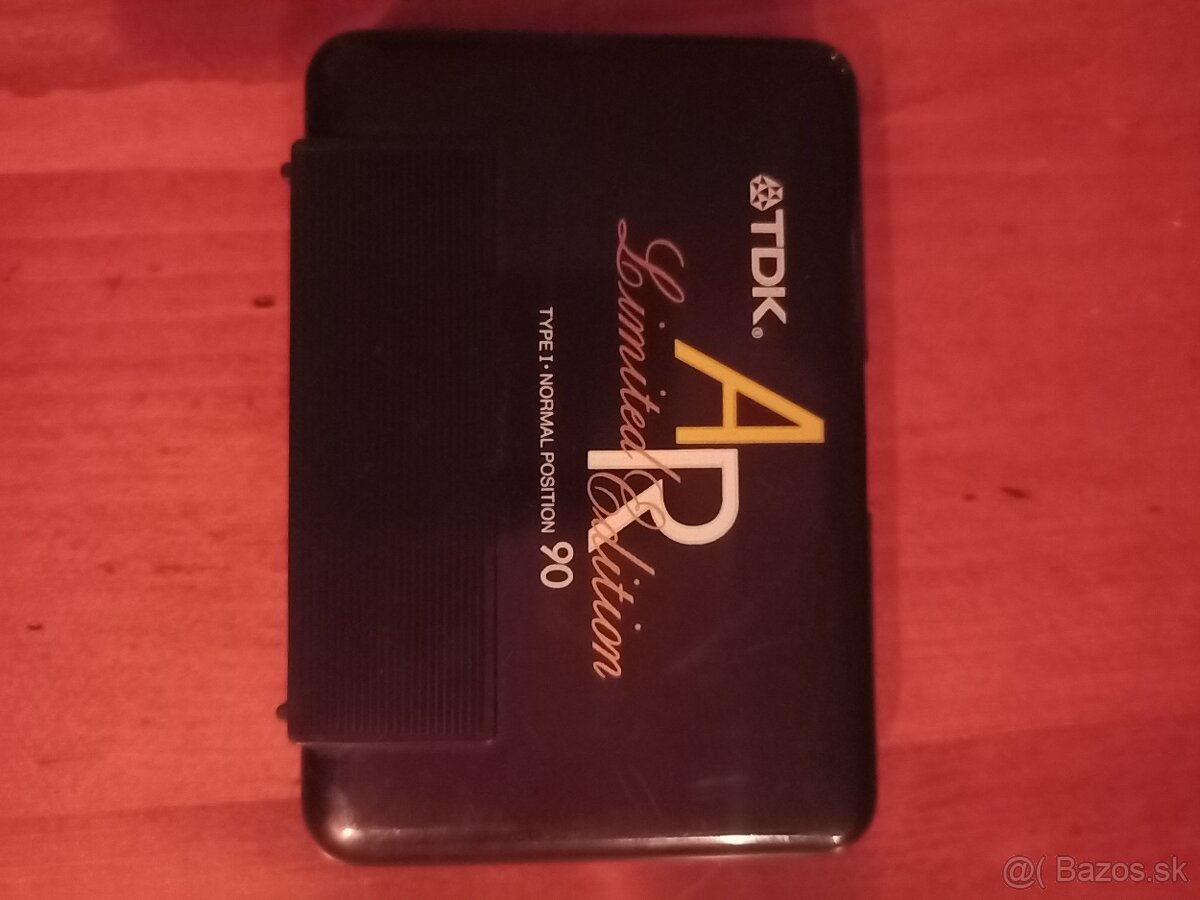 TDK®
AR
Limited Edition
TYPE I · NORMAL POSITION 90
@( Bazos.sk